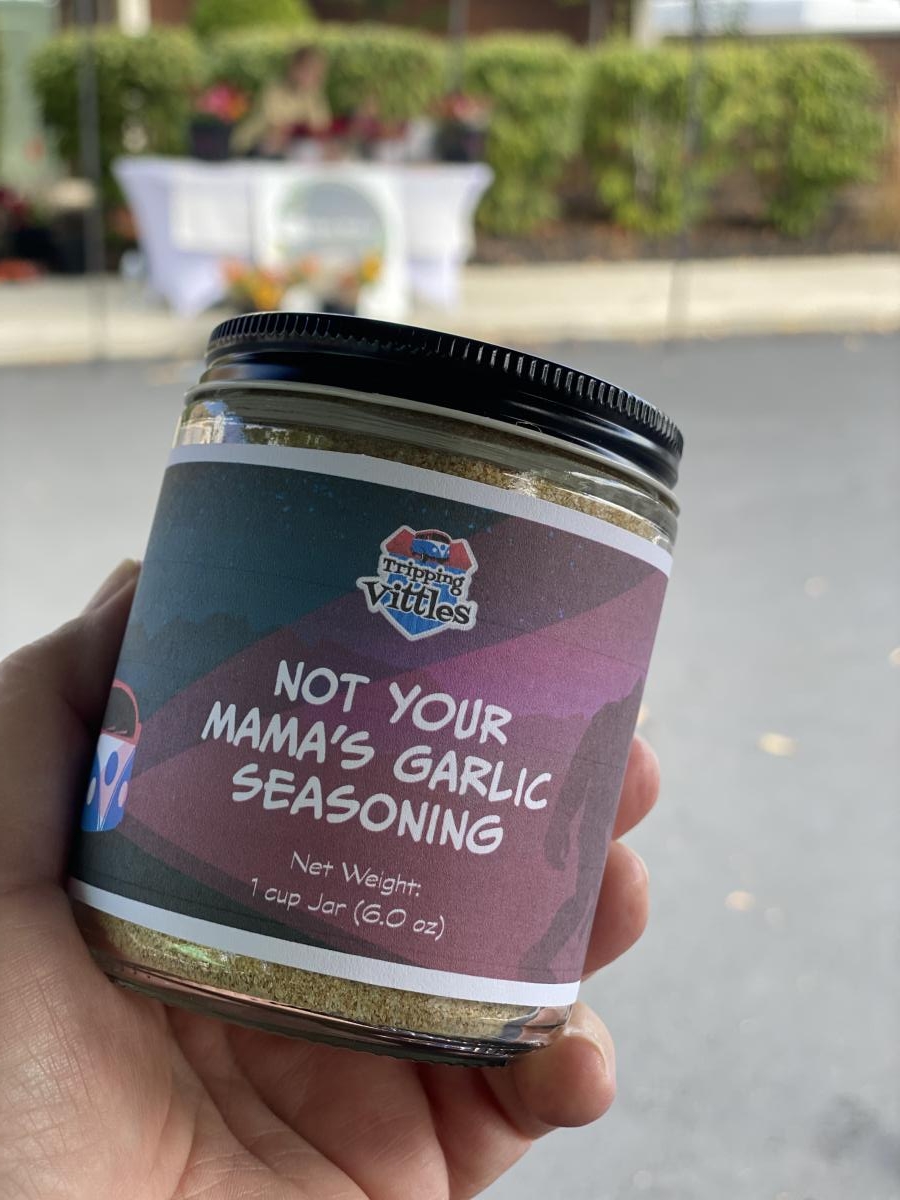 Tripping
Vittles
NOT YOUR
MAMA'S GARLIC
SEASONING
Net Weight:
1 cup Jar (6.0 oz)